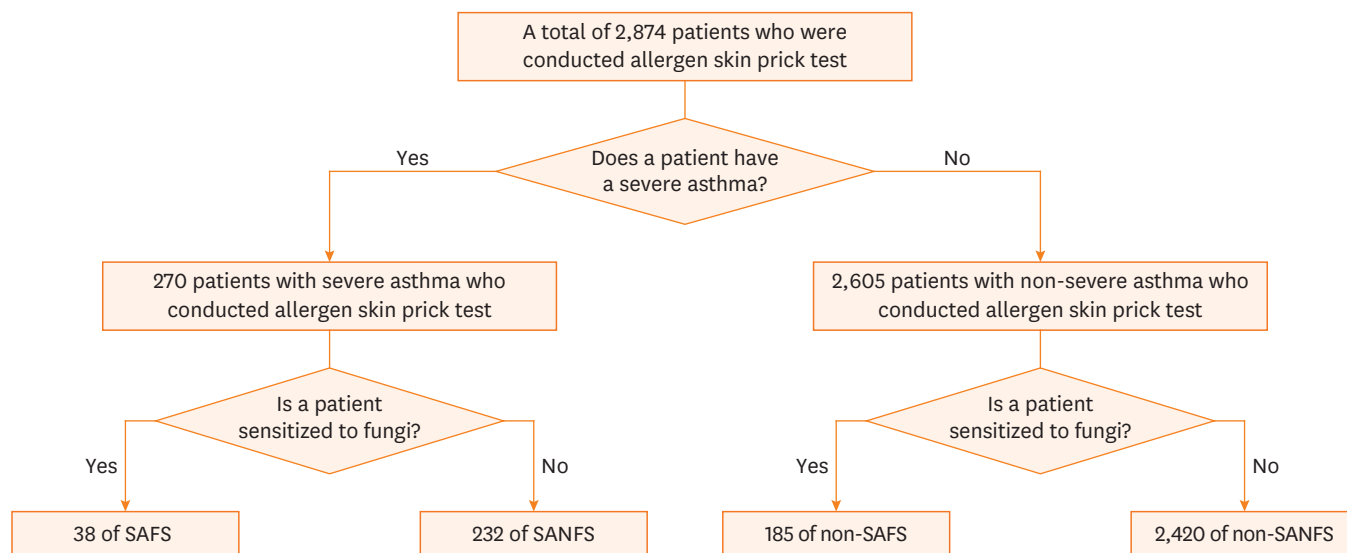 A total of 2,874 patients who were
conducted allergen skin prick test
Does a patient have
a severe asthma?
Yes
No
270 patients with severe asthma who
conducted allergen skin prick test
2,605 patients with non-severe asthma who
conducted allergen skin prick test
Is a patient
sensitized to fungi?
Yes
No
Is a patient
sensitized to fungi?
Yes
No
38 of SAFS
232 of SANFS
185 of non-SAFS
2,420 of non-SANFS